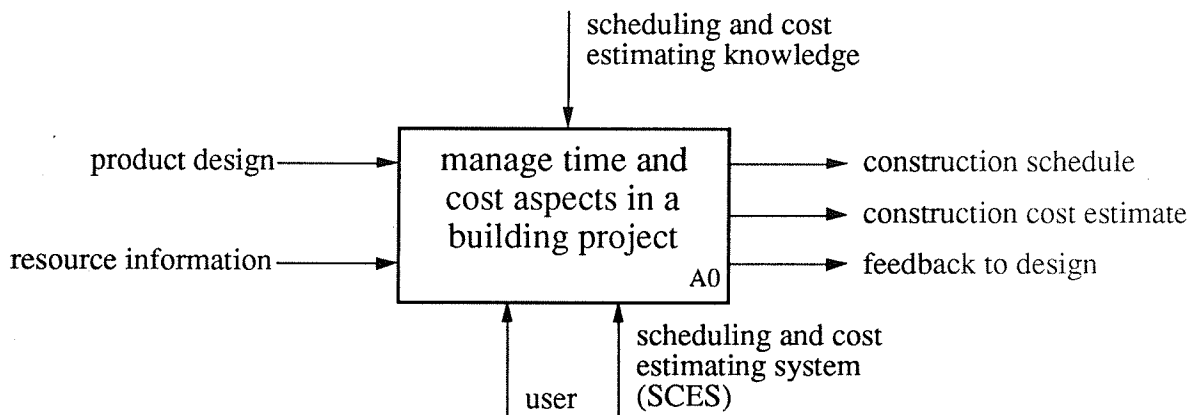 scheduling and cost
estimating knowledge
product design
resource information
manage time and
cost aspects in a
building project
A0
construction schedule
construction cost estimate
feedback to design
user
scheduling and cost
estimating system
(SCES)